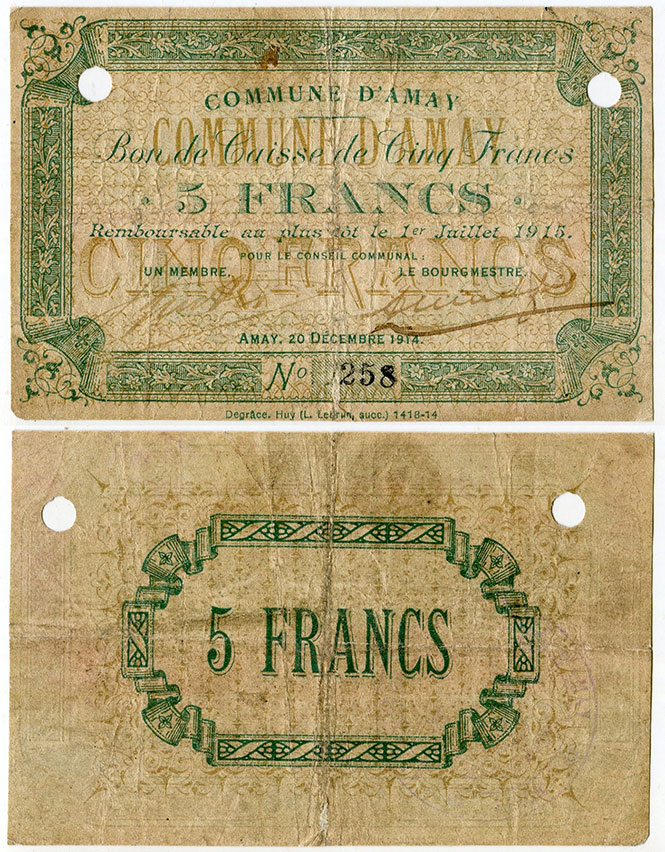 COMMUNE D'AMAY
COMMUNE D'AMAY
Bon de Caisse de Cinq Francs
· 5 FRANCS ·
Remboursable au plus tôt le 1er Juillet 1915.
CINQ FRANCS
POUR LE CONSEIL COMMUNAL :
UN MEMBRE. LE BOURGMESTRE.
AMAY, 20 DÉCEMBRE 1914.
No 258
Degrâce, Huy (L. Lebrun, succ.) 1418-14
5 FRANCS